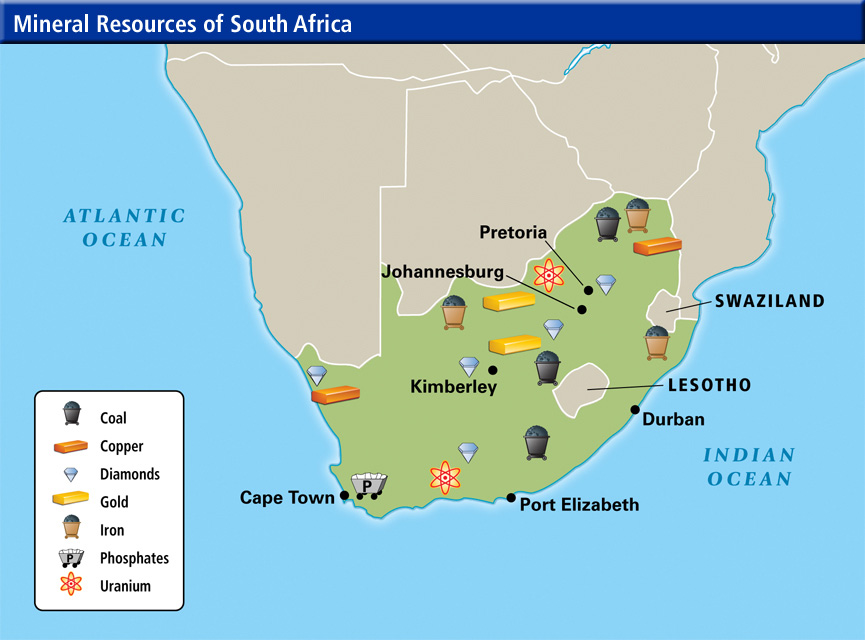 Mineral Resources of South Africa
ATLANTIC
OCEAN
Pretoria
Johannesburg
SWAZILAND
Kimberley
LESOTHO
Durban
INDIAN
OCEAN
Cape Town
P
Port Elizabeth
Coal
Copper
Diamonds
Gold
Iron
P
Phosphates
Uranium